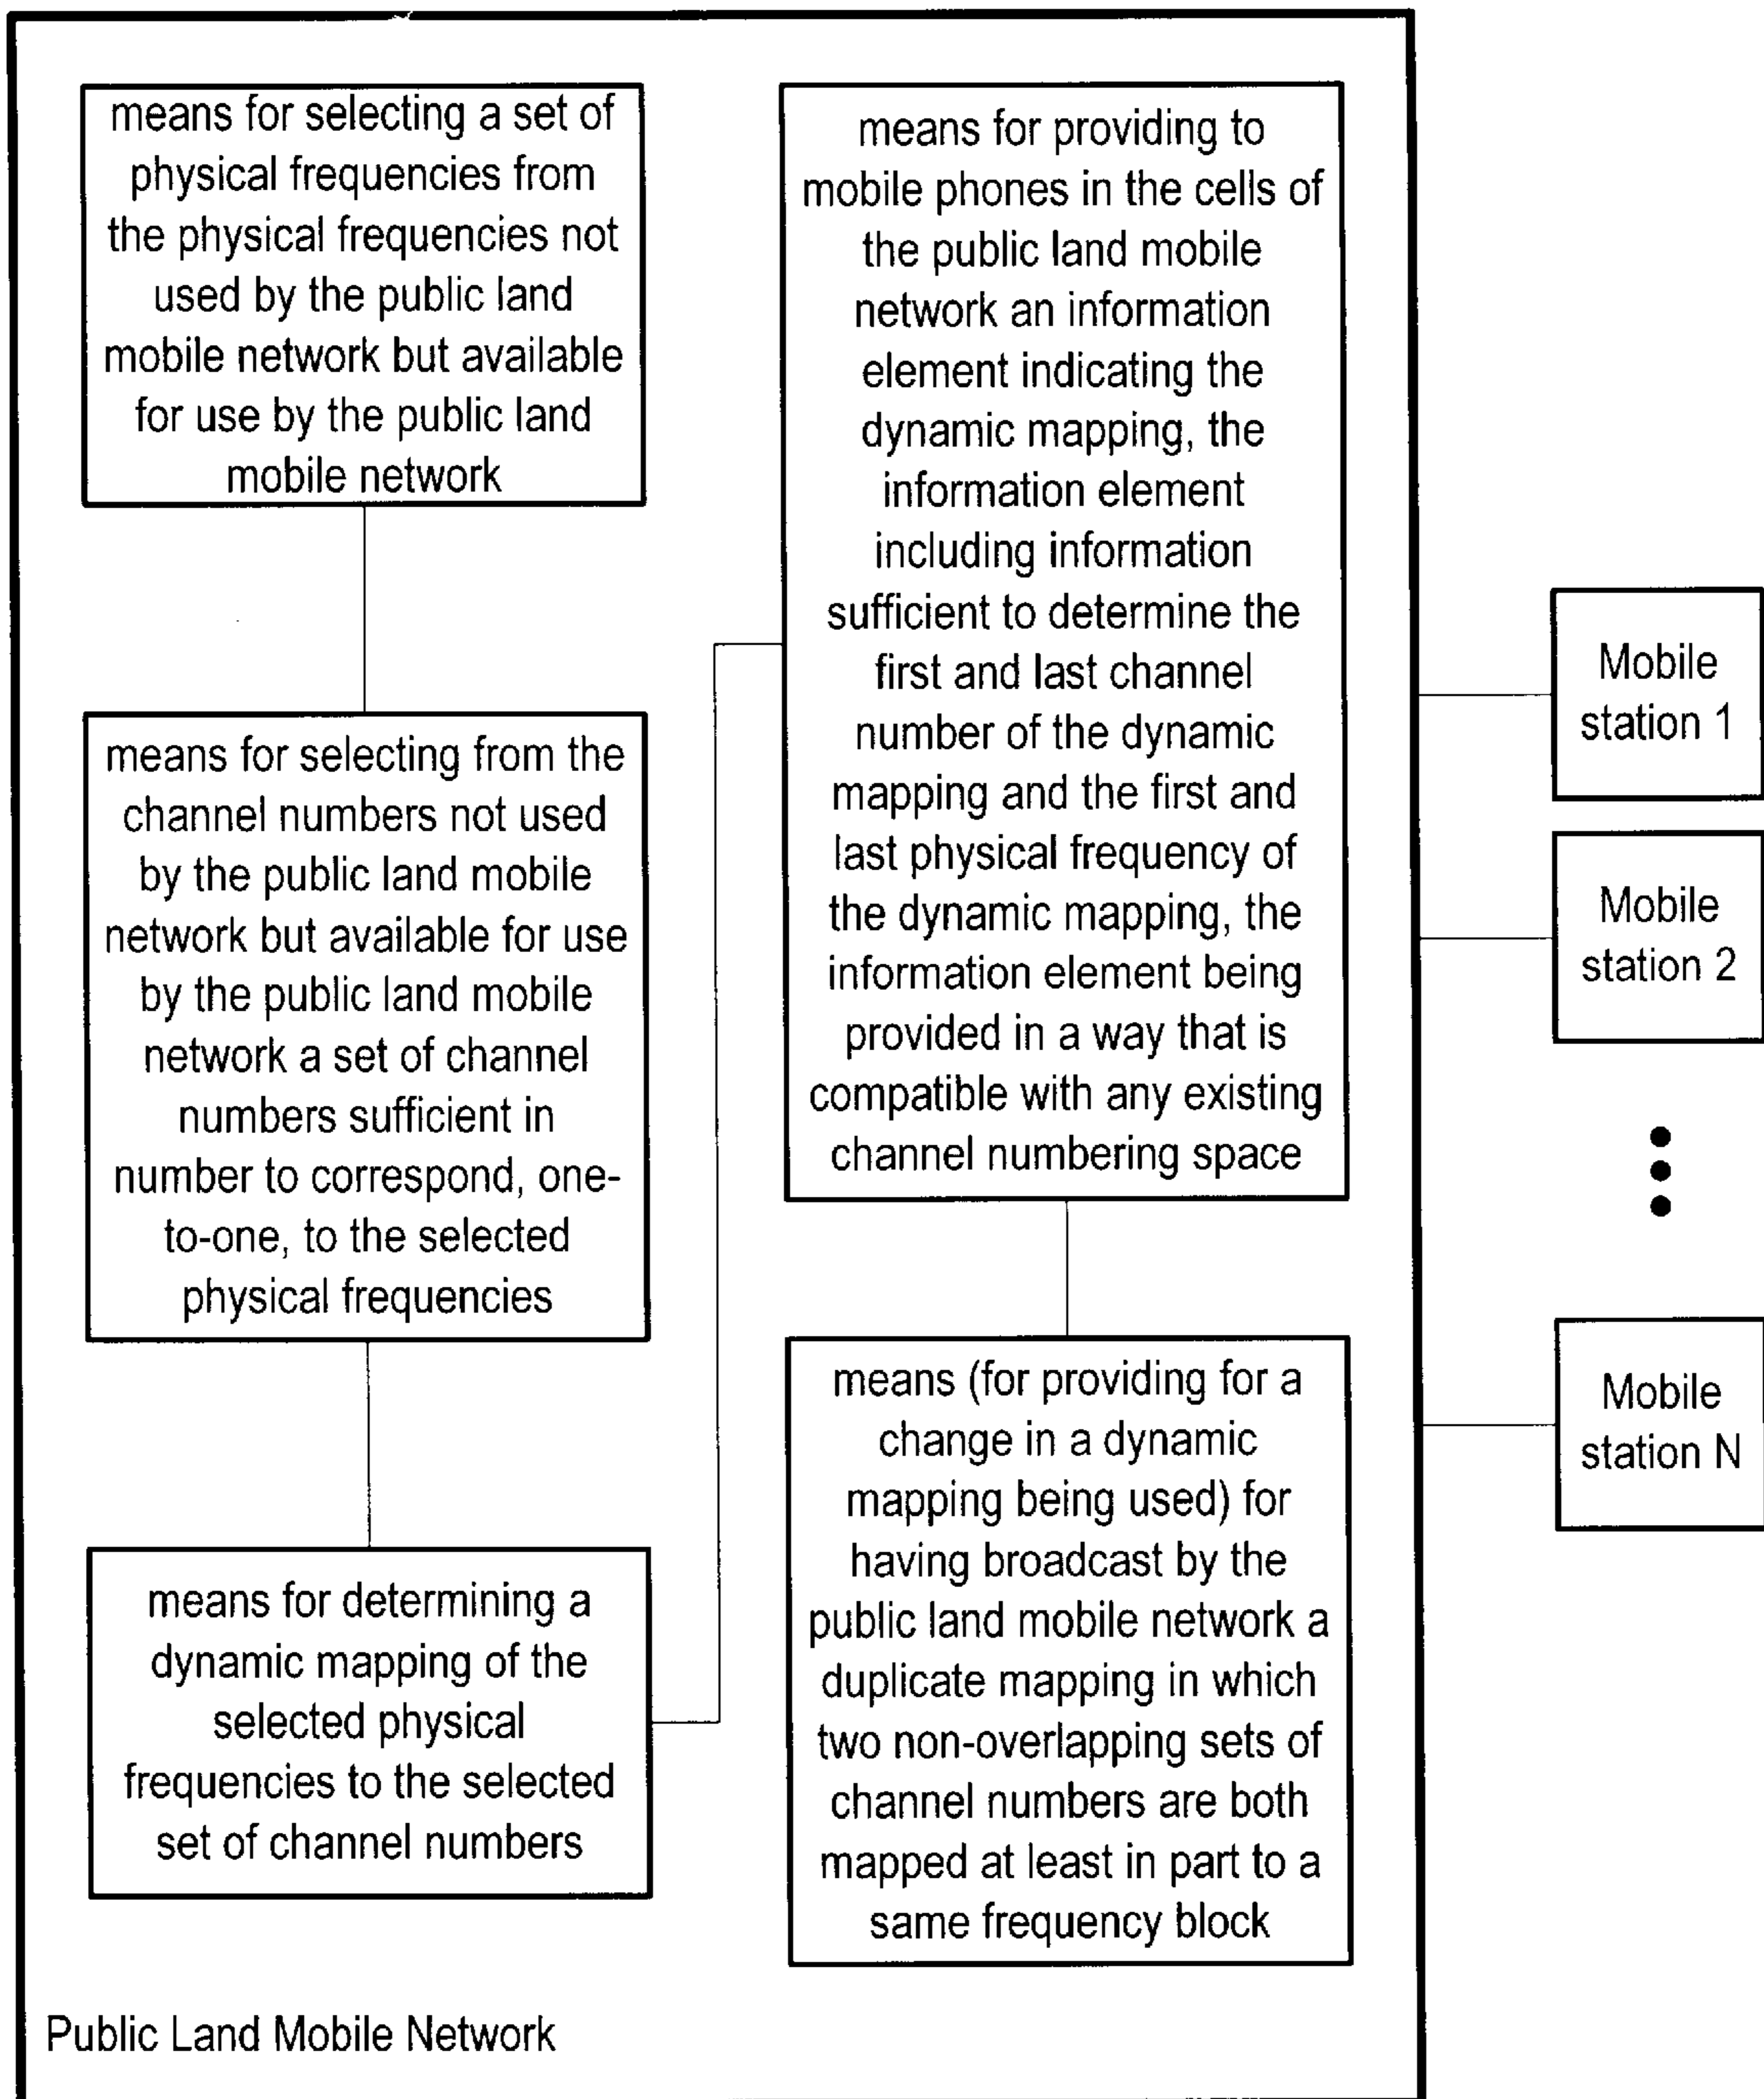 means for selecting a set of
physical frequencies from
the physical frequencies not
used by the public land
mobile network but available
for use by the public land
mobile network
means for selecting from the
channel numbers not used
by the public land mobile
network but available for use
by the public land mobile
network a set of channel
numbers sufficient in
number to correspond, one-
to-one, to the selected
physical frequencies
means for determining a
dynamic mapping of the
selected physical
frequencies to the selected
set of channel numbers
means for providing to
mobile phones in the cells of
the public land mobile
network an information
element indicating the
dynamic mapping, the
information element
including information
sufficient to determine the
first and last channel
number of the dynamic
mapping and the first and
last physical frequency of
the dynamic mapping, the
information element being
provided in a way that is
compatible with any existing
channel numbering space
means (for providing for a
change in a dynamic
mapping being used) for
having broadcast by the
public land mobile network a
duplicate mapping in which
two non-overlapping sets of
channel numbers are both
mapped at least in part to a
same frequency block
Public Land Mobile Network
Mobile
station 1
Mobile
station 2
Mobile
station N